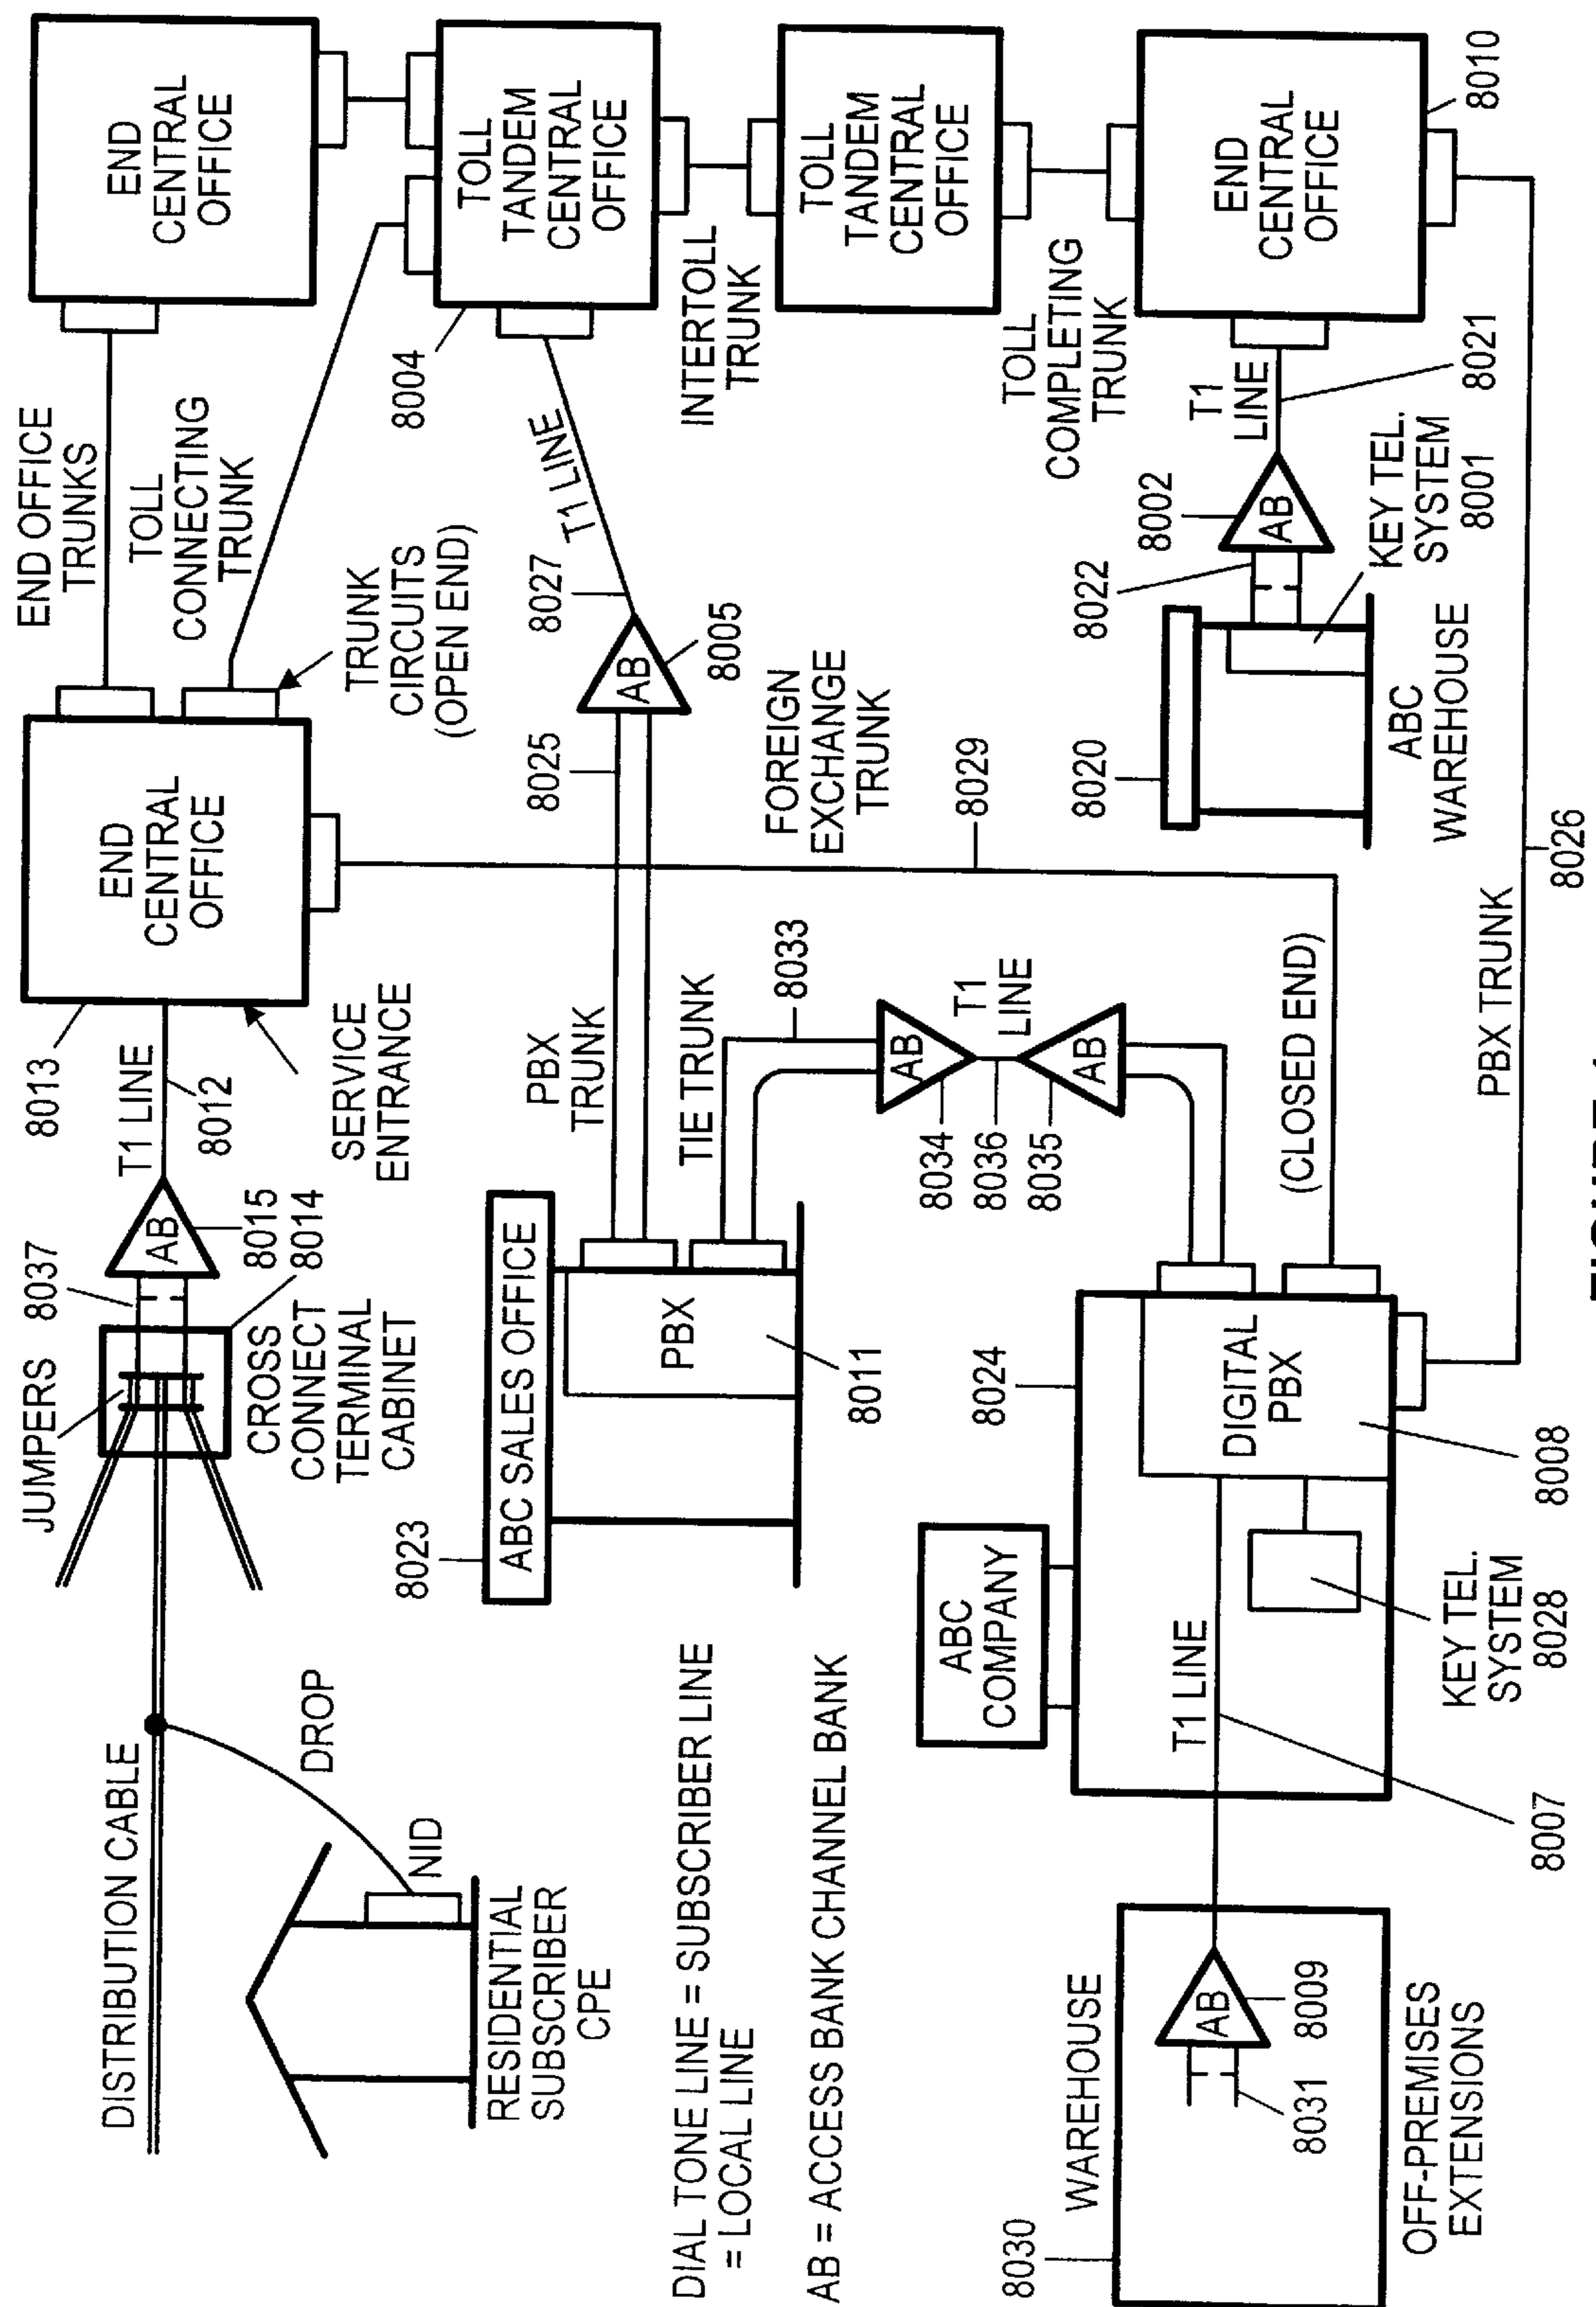 DISTRIBUTION CABLE
JUMPERS
8037
T1 LINE
8013
END
CENTRAL
OFFICE
END OFFICE
TRUNKS
END
CENTRAL
OFFICE
AB
8015
8014
8012
SERVICE
ENTRANCE
TOLL
CONNECTING
TRUNK
TRUNK
CIRCUITS
(OPEN END)
DROP
NID
RESIDENTIAL
SUBSCRIBER
CPE
CROSS
CONNECT
TERMINAL
CABINET
8004
TOLL
TANDEM
CENTRAL
OFFICE
8023
ABC SALES OFFICE
PBX
8011
PBX
TRUNK
8025
8027
T1 LINE
AB
8005
INTERTOLL
TRUNK
TIE TRUNK
8033
FOREIGN
EXCHANGE
TRUNK
8029
TOLL
TANDEM
CENTRAL
OFFICE
DIAL TONE LINE = SUBSCRIBER LINE
= LOCAL LINE
AB = ACCESS BANK CHANNEL BANK
AB
T1
LINE
AB
8034
8036
8035
TOLL
COMPLETING
TRUNK
ABC
COMPANY
8024
DIGITAL
PBX
8008
T1 LINE
KEY TEL.
SYSTEM
8028
8007
(CLOSED END)
8020
8022
8002
AB
T1
LINE
8021
KEY TEL.
SYSTEM
8001
ABC
WAREHOUSE
END
CENTRAL
OFFICE
8010
PBX TRUNK
8026
8030
WAREHOUSE
AB
8009
8031
OFF-PREMISES
EXTENSIONS